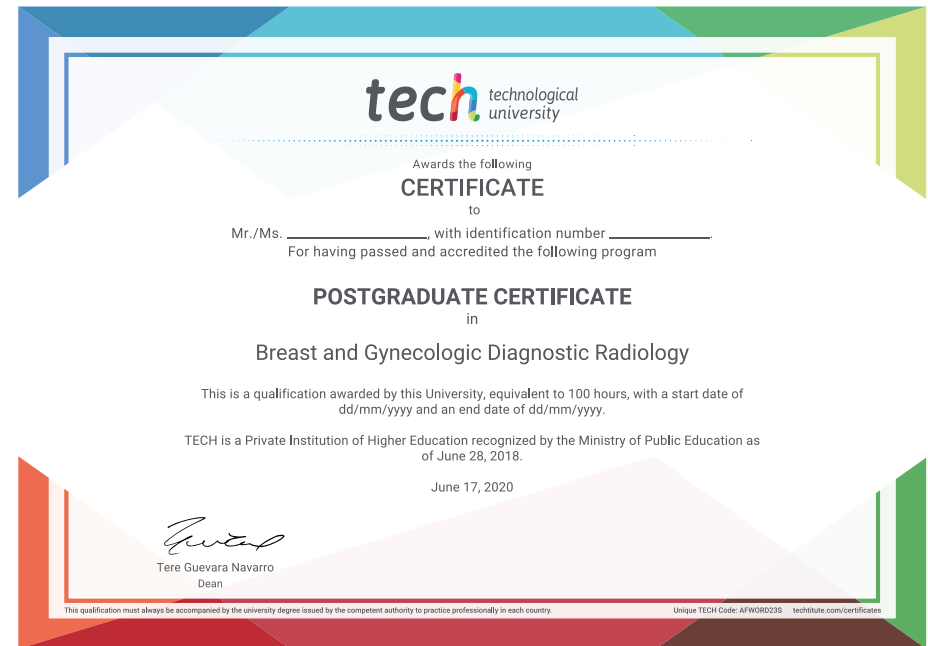 tech technological
university
Awards the following
CERTIFICATE
to
Mr./Ms. ____________________, with identification number ______________.
For having passed and accredited the following program
POSTGRADUATE CERTIFICATE
in
Breast and Gynecologic Diagnostic Radiology
This is a qualification awarded by this University, equivalent to 100 hours, with a start date of
dd/mm/yyyy and an end date of dd/mm/yyyy.
TECH is a Private Institution of Higher Education recognized by the Ministry of Public Education as
of June 28, 2018.
June 17, 2020
Tere Guevara Navarro
Dean
This qualification must always be accompanied by the university degree issued by the competent authority to practice professionally in each country.
Unique TECH Code: AFWORD23S techtitute.com/certificates